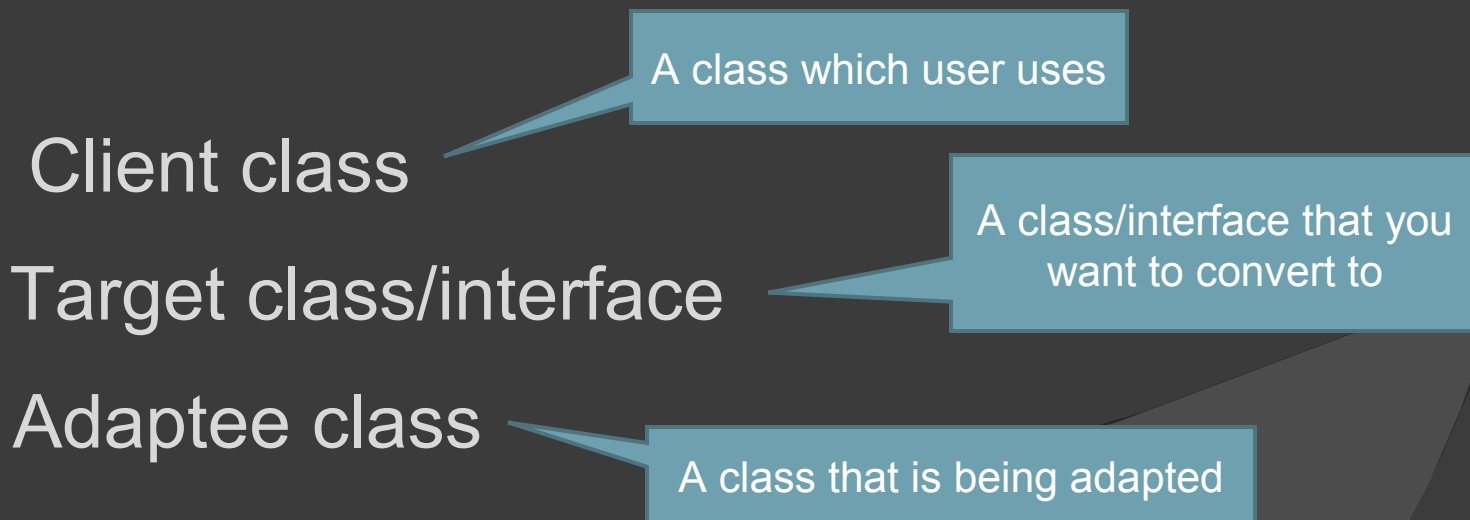 A class which user uses
Client class
A class/interface that you
want to convert to
Target class/interface
Adaptee class
A class that is being adapted